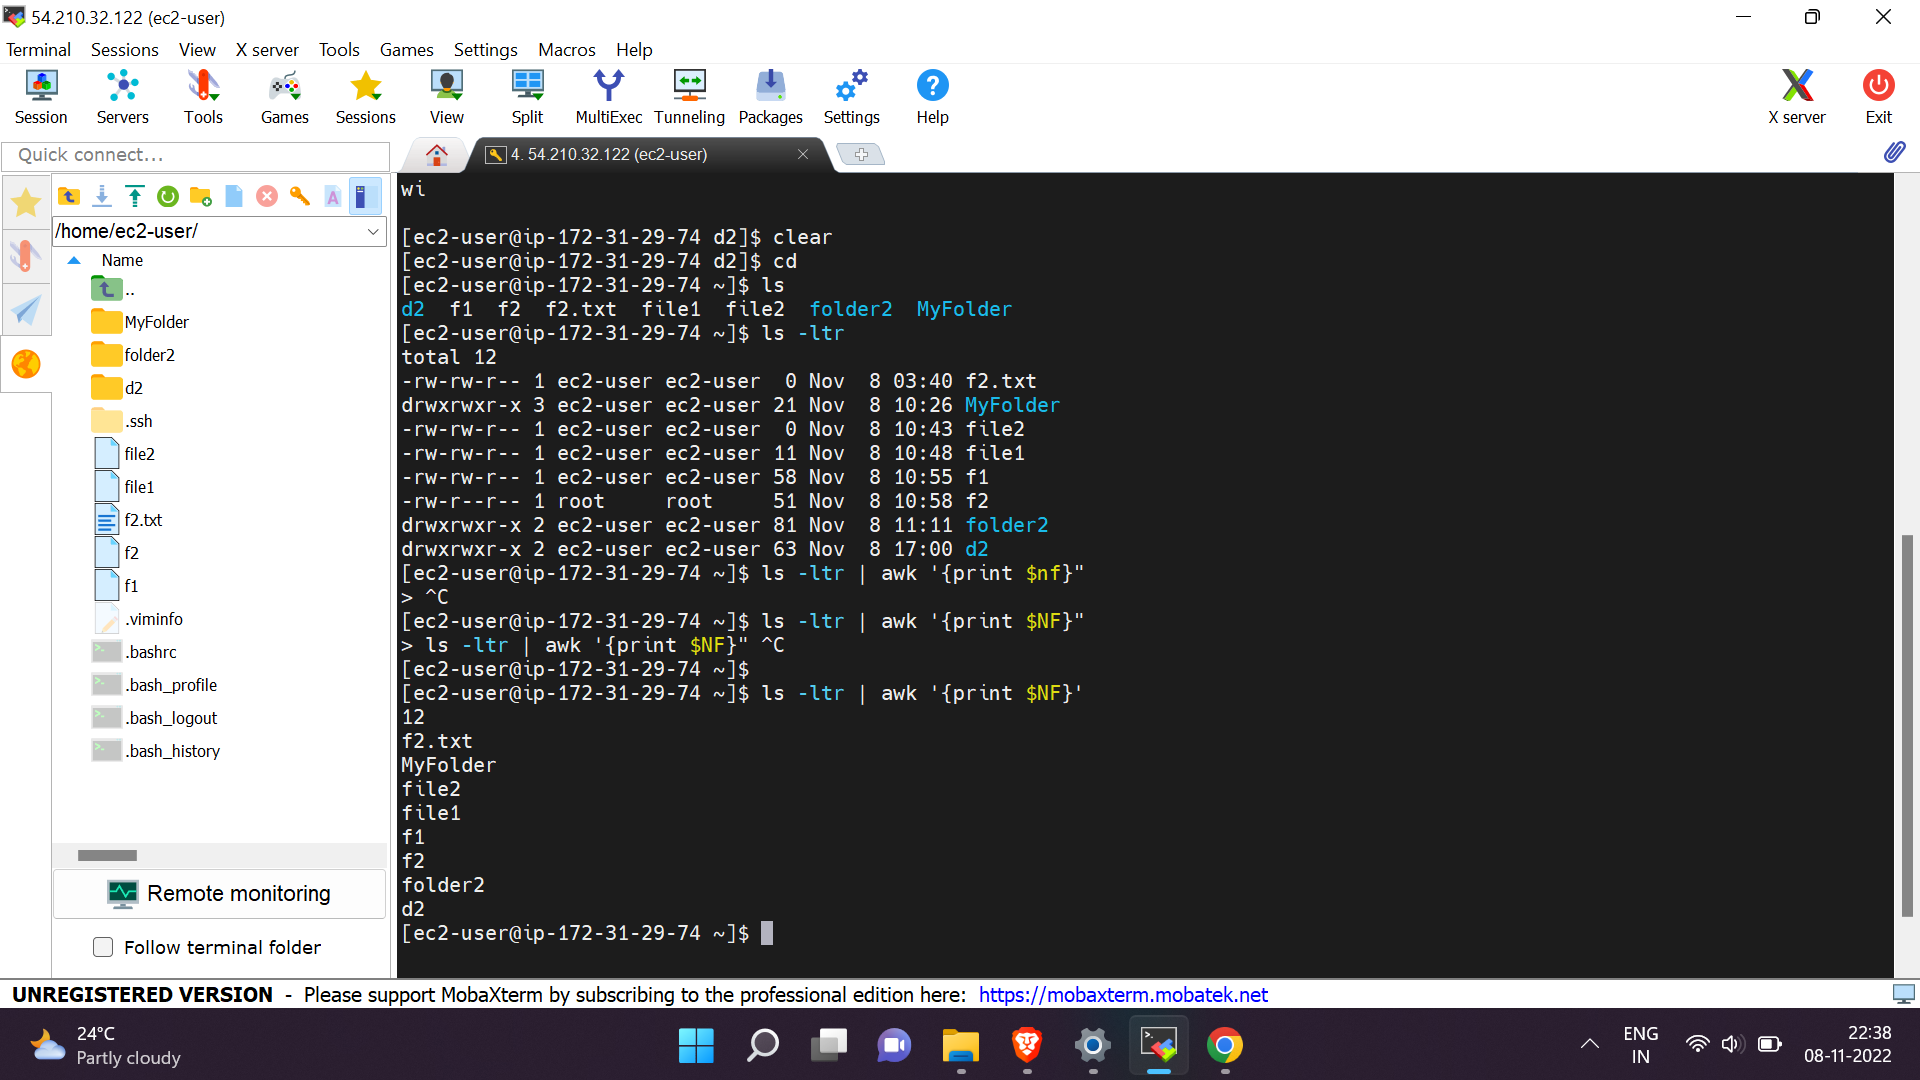 54.210.32.122 (ec2-user)
Terminal Sessions View X server Tools Games Settings Macros Help
Session Servers Tools Games Sessions View Split MultiExec Tunneling Packages Settings Help X server Exit
Quick connect...
4. 54.210.32.122 (ec2-user)
/home/ec2-user/
Name
..
MyFolder
folder2
d2
.ssh
file2
file1
f2.txt
f2
f1
.viminfo
.bashrc
.bash_profile
.bash_logout
.bash_history
Remote monitoring
Follow terminal folder
wi
[ec2-user@ip-172-31-29-74 d2]$ clear
[ec2-user@ip-172-31-29-74 d2]$ cd
[ec2-user@ip-172-31-29-74 ~]$ ls
d2  f1  f2  f2.txt  file1  file2  folder2  MyFolder
[ec2-user@ip-172-31-29-74 ~]$ ls -ltr
total 12
-rw-rw-r-- 1 ec2-user ec2-user  0 Nov  8 03:40 f2.txt
drwxrwxr-x 3 ec2-user ec2-user 21 Nov  8 10:26 MyFolder
-rw-rw-r-- 1 ec2-user ec2-user  0 Nov  8 10:43 file2
-rw-rw-r-- 1 ec2-user ec2-user 11 Nov  8 10:48 file1
-rw-rw-r-- 1 ec2-user ec2-user 58 Nov  8 10:55 f1
-rw-r--r-- 1 root     root     51 Nov  8 10:58 f2
drwxrwxr-x 2 ec2-user ec2-user 81 Nov  8 11:11 folder2
drwxrwxr-x 2 ec2-user ec2-user 63 Nov  8 17:00 d2
[ec2-user@ip-172-31-29-74 ~]$ ls -ltr | awk '{print $nf}"
> ^C
[ec2-user@ip-172-31-29-74 ~]$ ls -ltr | awk '{print $NF}"
> ls -ltr | awk '{print $NF}" ^C
[ec2-user@ip-172-31-29-74 ~]$
[ec2-user@ip-172-31-29-74 ~]$ ls -ltr | awk '{print $NF}'
12
f2.txt
MyFolder
file2
file1
f1
f2
folder2
d2
[ec2-user@ip-172-31-29-74 ~]$
UNREGISTERED VERSION - Please support MobaXterm by subscribing to the professional edition here: https://mobaxterm.mobatek.net
24°C
Partly cloudy
ENG
IN
22:38
08-11-2022